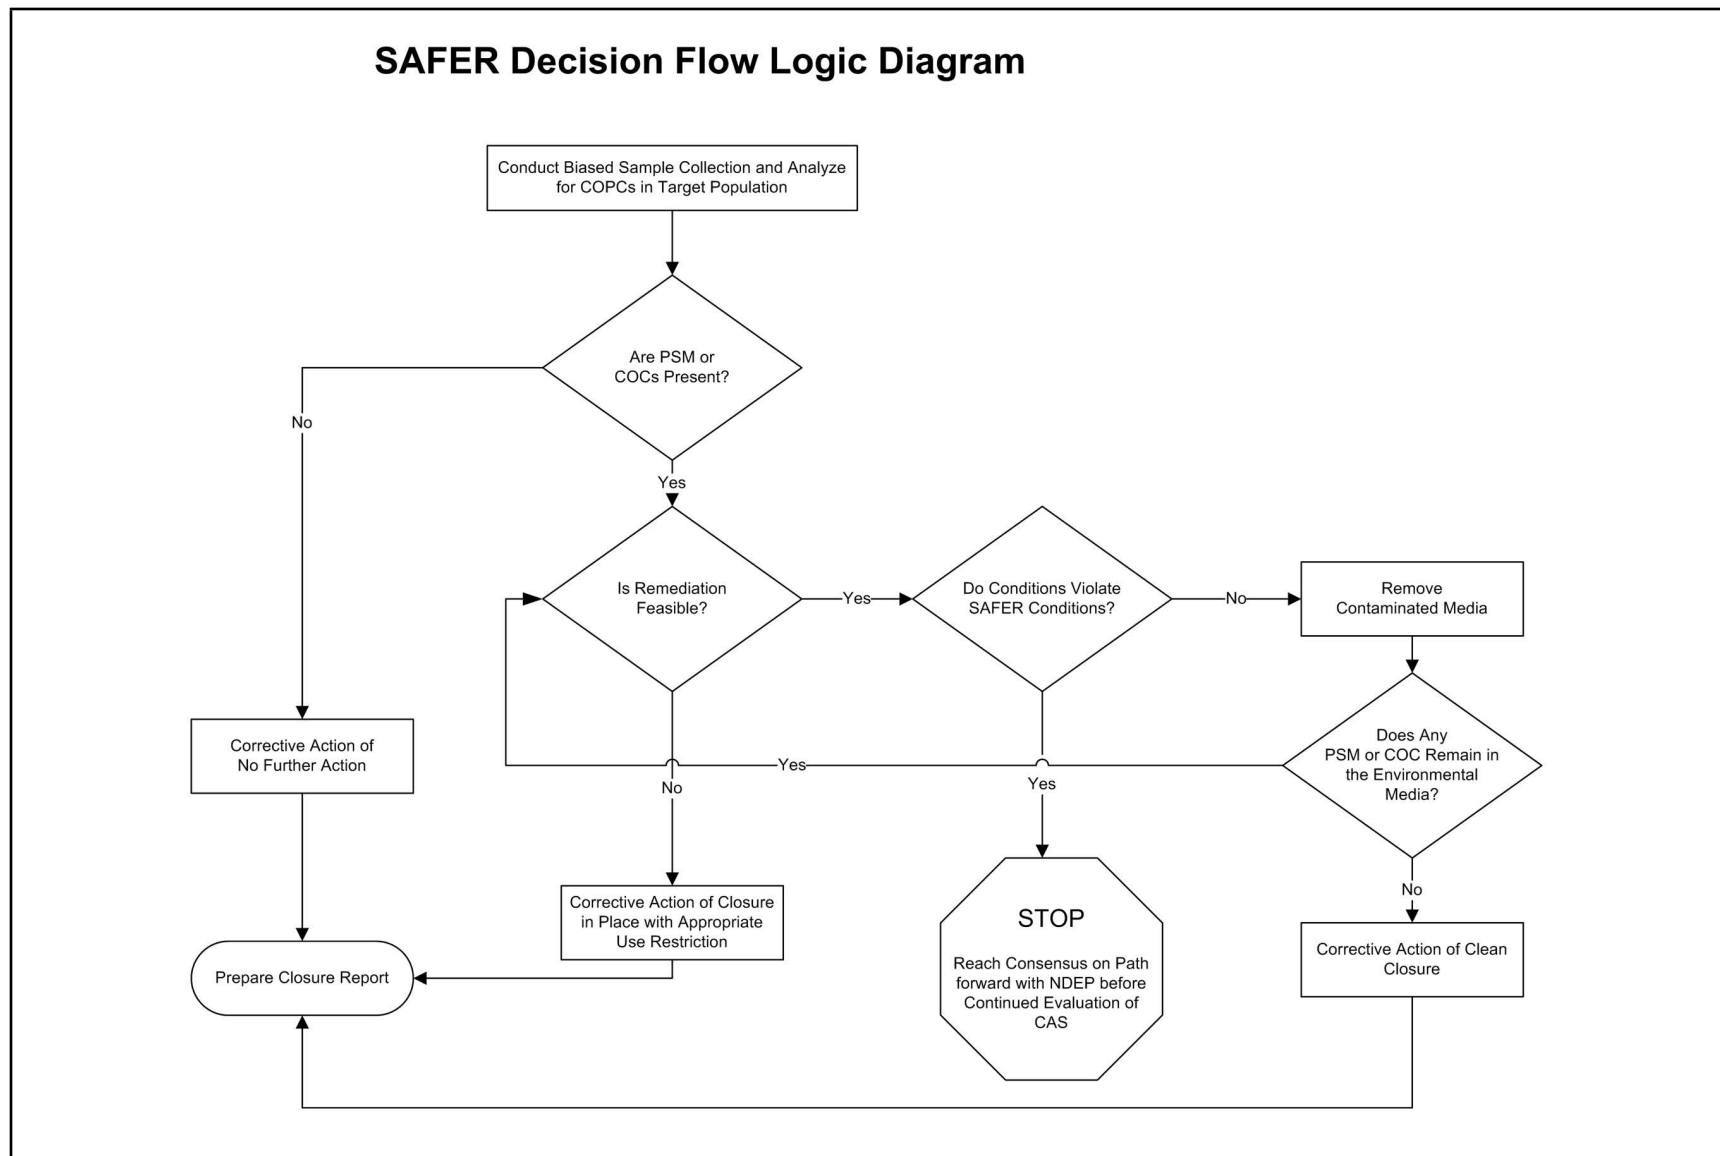 SAFER Decision Flow Logic Diagram
Conduct Biased Sample Collection and Analyze
for COPCs in Target Population
Are PSM or
COCs Present?
No
Yes
Is Remediation
Feasible?
Yes
Do Conditions Violate
SAFER Conditions?
No
Remove
Contaminated Media
Corrective Action of
No Further Action
Does Any
PSM or COC Remain in
the Environmental
Media?
Yes
No
Yes
No
Corrective Action of Closure
in Place with Appropriate
Use Restriction
STOP
Reach Consensus on Path
forward with NDEP before
Continued Evaluation of
CAS
Corrective Action of Clean
Closure
Prepare Closure Report